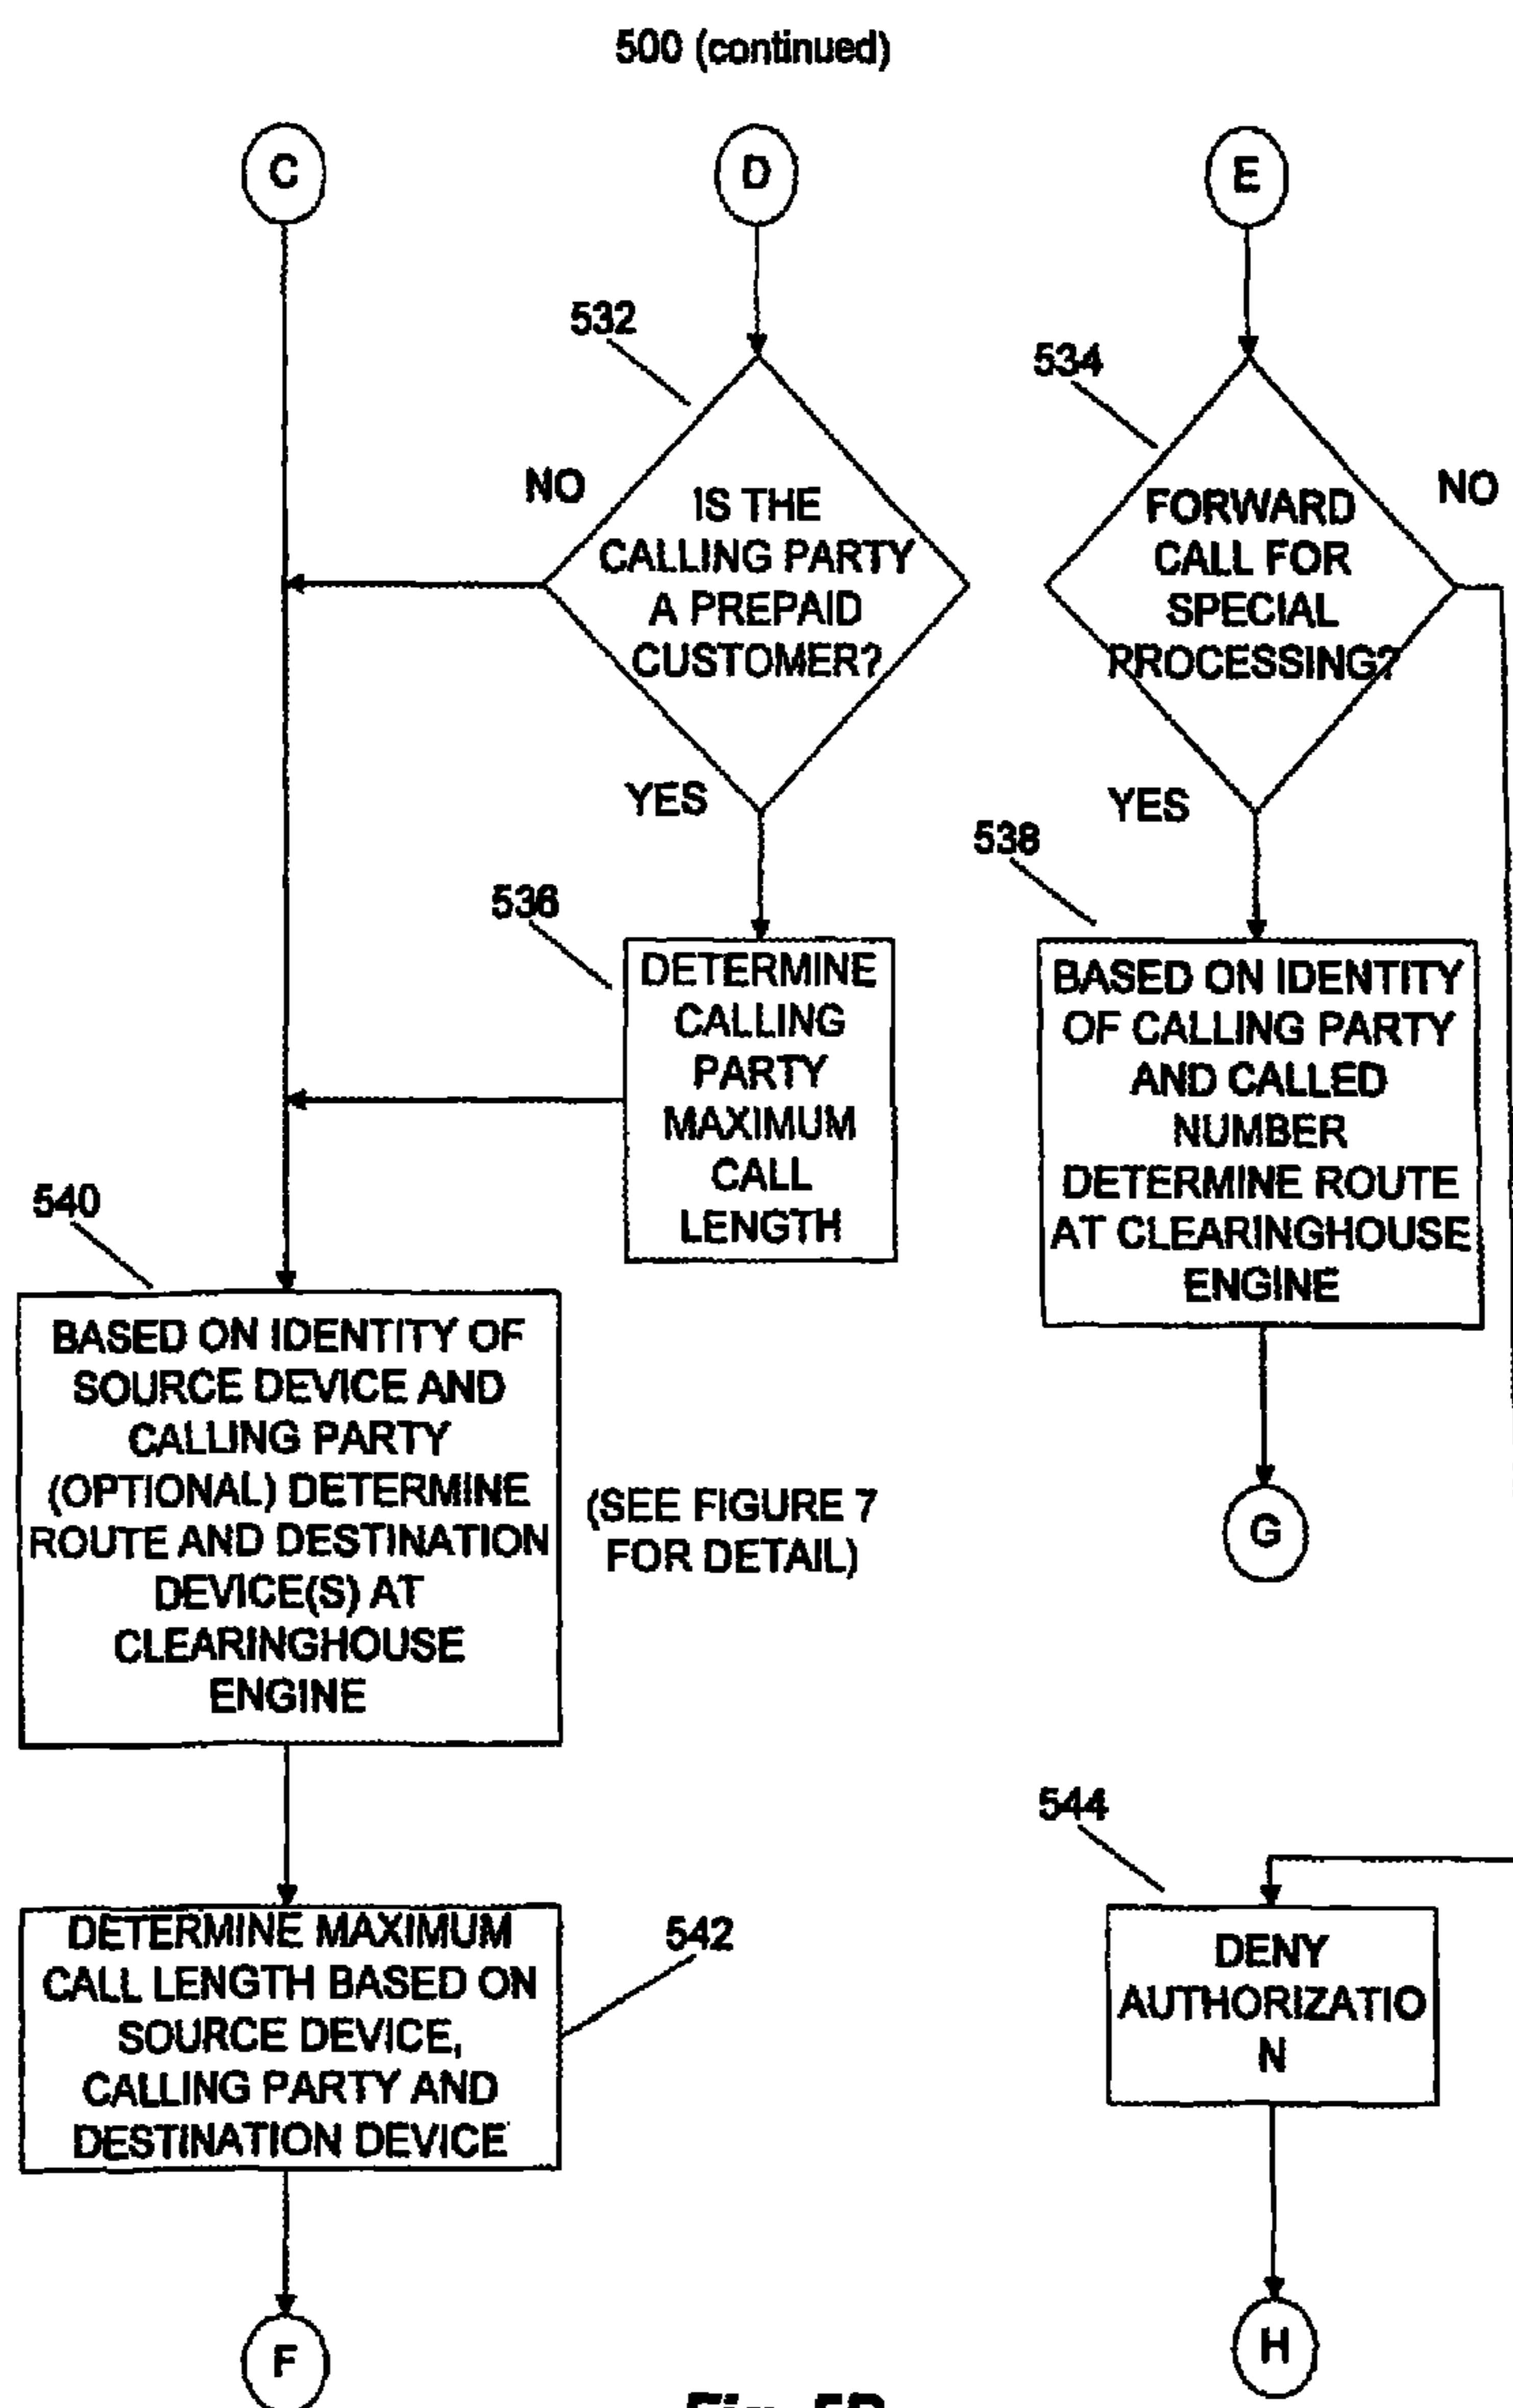 500 (continued)
C
D
E
532
534
NO
IS THE
CALLING PARTY
A PREPAID
CUSTOMER?
NO
FORWARD
CALL FOR
SPECIAL
PROCESSING?
YES
YES
536
538
DETERMINE
CALLING
PARTY
MAXIMUM
CALL
LENGTH
BASED ON IDENTITY
OF CALLING PARTY
AND CALLED
NUMBER
DETERMINE ROUTE
AT CLEARINGHOUSE
ENGINE
540
BASED ON IDENTITY OF
SOURCE DEVICE AND
CALLING PARTY
(OPTIONAL) DETERMINE
ROUTE AND DESTINATION
DEVICE(S) AT
CLEARINGHOUSE
ENGINE
(SEE FIGURE 7
FOR DETAIL)
G
544
DETERMINE MAXIMUM
CALL LENGTH BASED ON
SOURCE DEVICE,
CALLING PARTY AND
DESTINATION DEVICE
542
DENY
AUTHORIZATIO
N
F
H